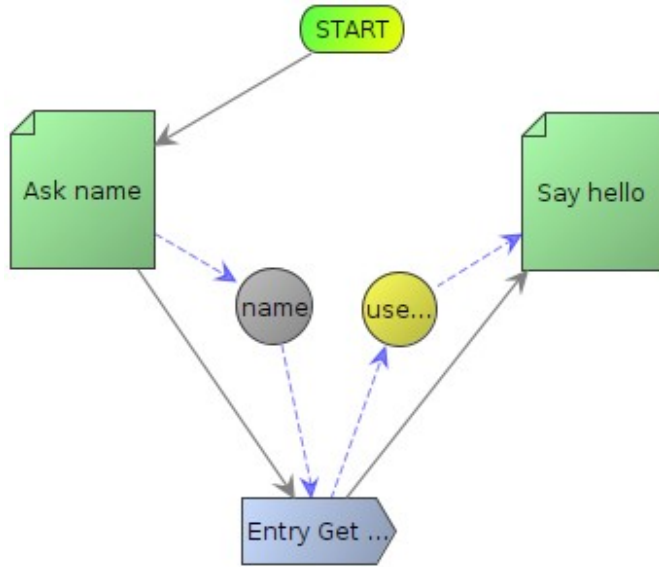 START
Ask name
Say hello
name
use...
Entry Get ...